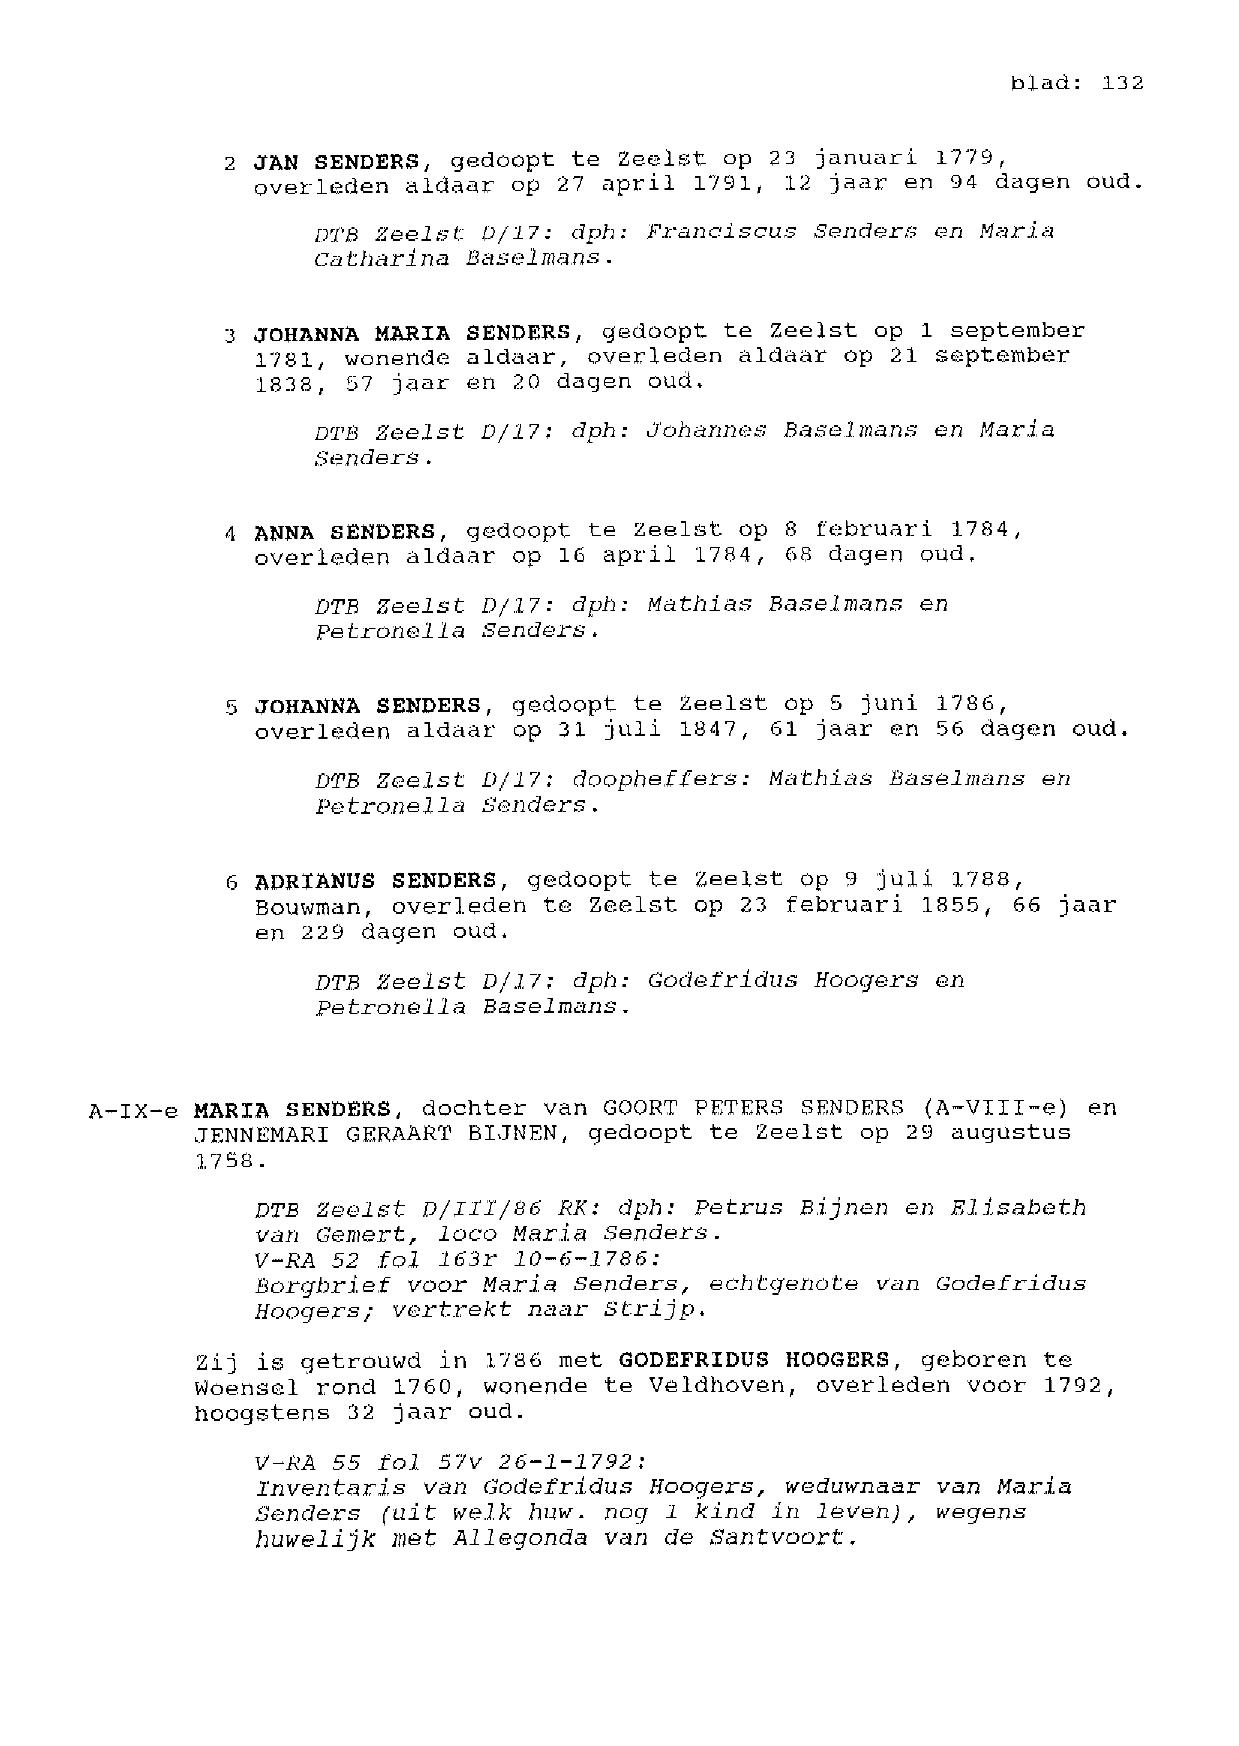 blad: 132
2 JAN SENDERS, gedoopt te Zeelst op 23 januari 1779,
overleden aldaar op 27 april 1791, 12 jaar en 94 dagen oud.
DTB Zeelst D/17: dph: Franciscus Senders en Maria
Catharina Baselmans.
3 JOHANNA MARIA SENDERS, gedoopt te Zeelst op 1 september
1781, wonende aldaar, overleden aldaar op 21 september
1838, 57 jaar en 20 dagen oud.
DTB Zeelst D/17: dph: Johannes Baselmans en Maria
Senders.
4 ANNA SENDERS, gedoopt te Zeelst op 8 februari 1784,
overleden aldaar op 16 april 1784, 68 dagen oud.
DTB Zeelst D/17: dph: Mathias Baselmans en
Petronella Senders.
5 JOHANNA SENDERS, gedoopt te Zeelst op 5 juni 1786,
overleden aldaar op 31 juli 1847, 61 jaar en 56 dagen oud.
DTB Zeelst D/17: doopheffers: Mathias Baselmans en
Petronella Senders.
6 ADRIANUS SENDERS, gedoopt te Zeelst op 9 juli 1788,
Bouwman, overleden te Zeelst op 23 februari 1855, 66 jaar
en 229 dagen oud.
DTB Zeelst D/17: dph: Godefridus Hoogers en
Petronella Baselmans.
A-IX-e MARIA SENDERS, dochter van GOORT PETERS SENDERS (A-VIII-e) en
JENNEMARI GERAART BIJNEN, gedoopt te Zeelst op 29 augustus
1758.
DTB Zeelst D/III/86 RK: dph: Petrus Bijnen en Elisabeth
van Gemert, loco Maria Senders.
V-RA 52 fol 163r 10-6-1786:
Borgbrief voor Maria Senders, echtgenote van Godefridus
Hoogers; vertrekt naar Strijp.
Zij is getrouwd in 1786 met GODEFRIDUS HOOGERS, geboren te
Woensel rond 1760, wonende te Veldhoven, overleden voor 1792,
hoogstens 32 jaar oud.
V-RA 55 fol 57v 26-1-1792:
Inventaris van Godefridus Hoogers, weduwnaar van Maria
Senders (uit welk huw. nog 1 kind in leven), wegens
huwelijk met Allegonda van de Santvoort.